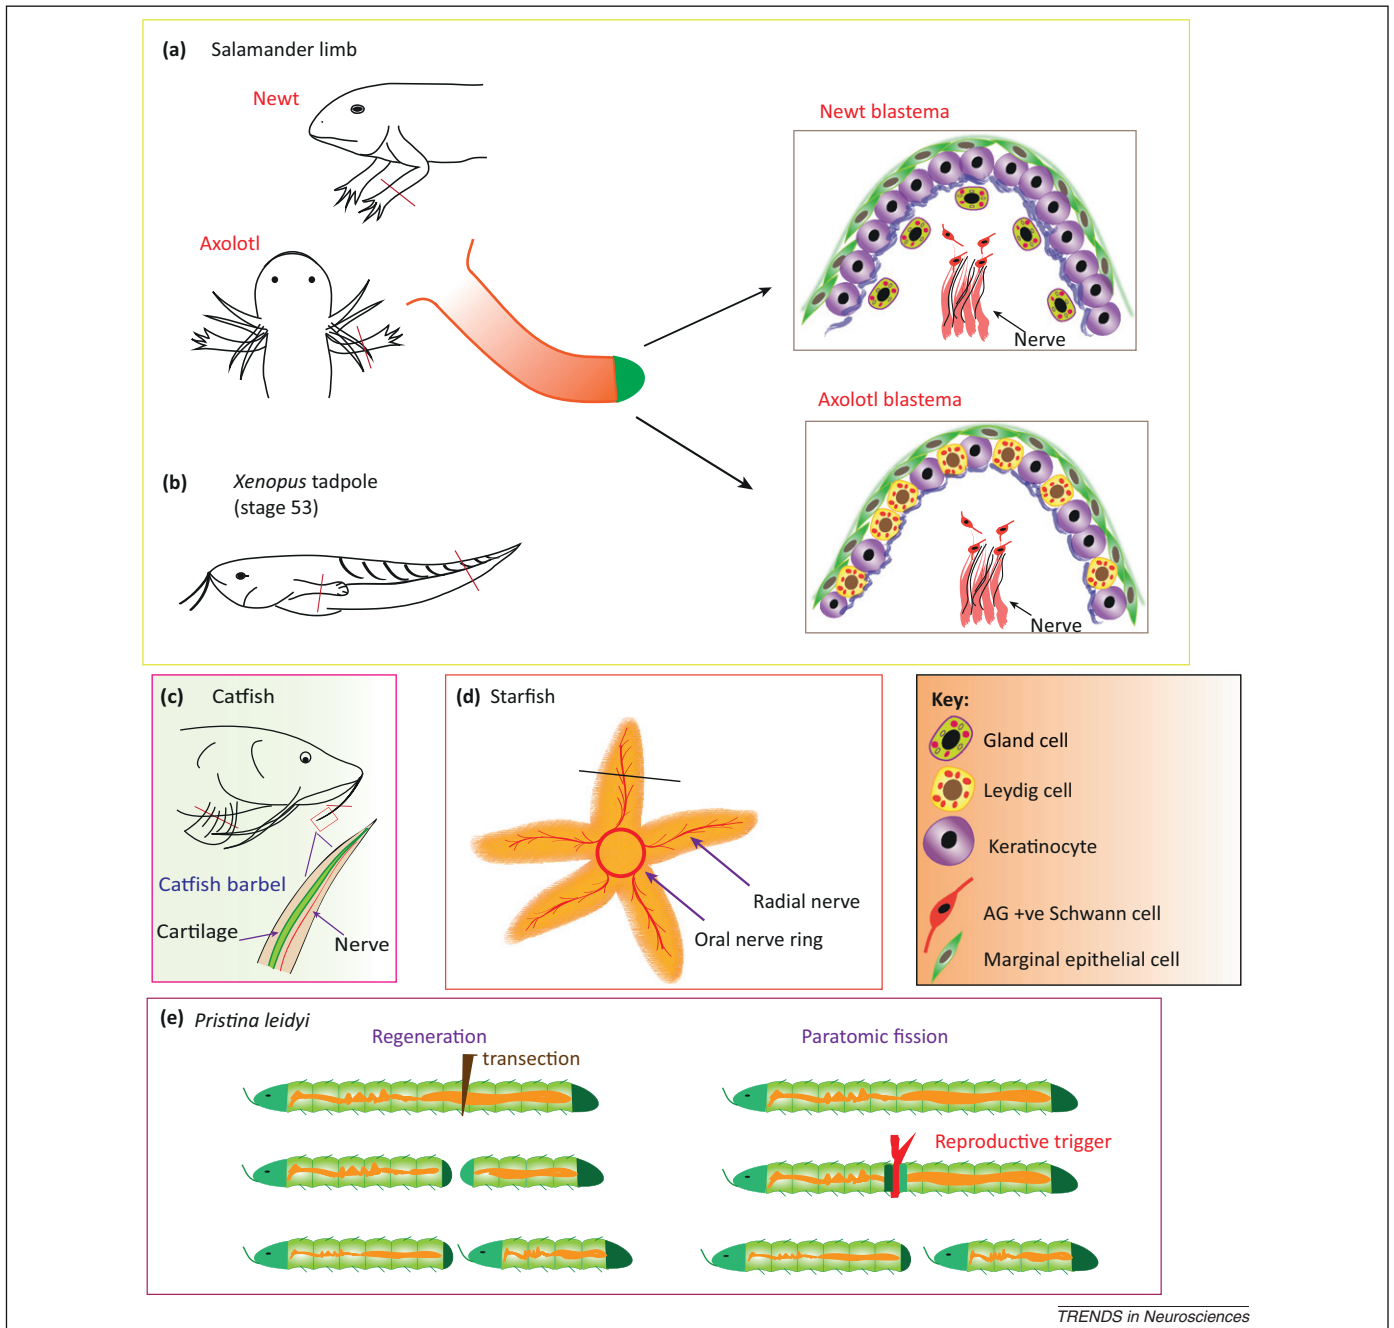 (a) Salamander limb
Newt
Axolotl
Newt blastema
Nerve
Axolotl blastema
Nerve
(b) Xenopus tadpole
(stage 53)
(c) Catfish
Catfish barbel
Cartilage
Nerve
(d) Starfish
Radial nerve
Oral nerve ring
Key:
Gland cell
Leydig cell
Keratinocyte
AG +ve Schwann cell
Marginal epithelial cell
(e) Pristina leidyi
Regeneration
transection
Paratomic fission
Reproductive trigger
TRENDS in Neurosciences